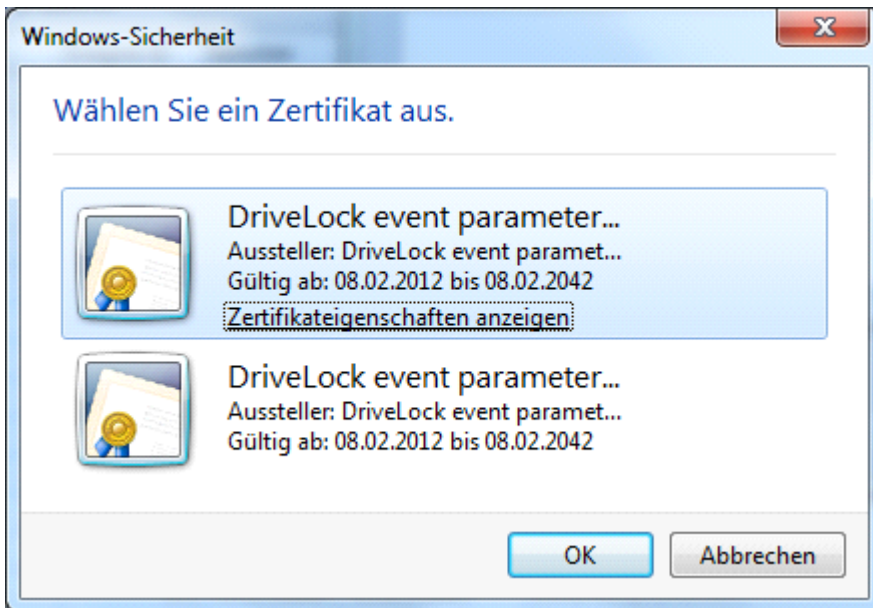 Windows-Sicherheit
Wählen Sie ein Zertifikat aus.
DriveLock event parameter...
Aussteller: DriveLock event paramet...
Gültig ab: 08.02.2012 bis 08.02.2042
Zertifikateigenschaften anzeigen
DriveLock event parameter...
Aussteller: DriveLock event paramet...
Gültig ab: 08.02.2012 bis 08.02.2042
OK Abbrechen